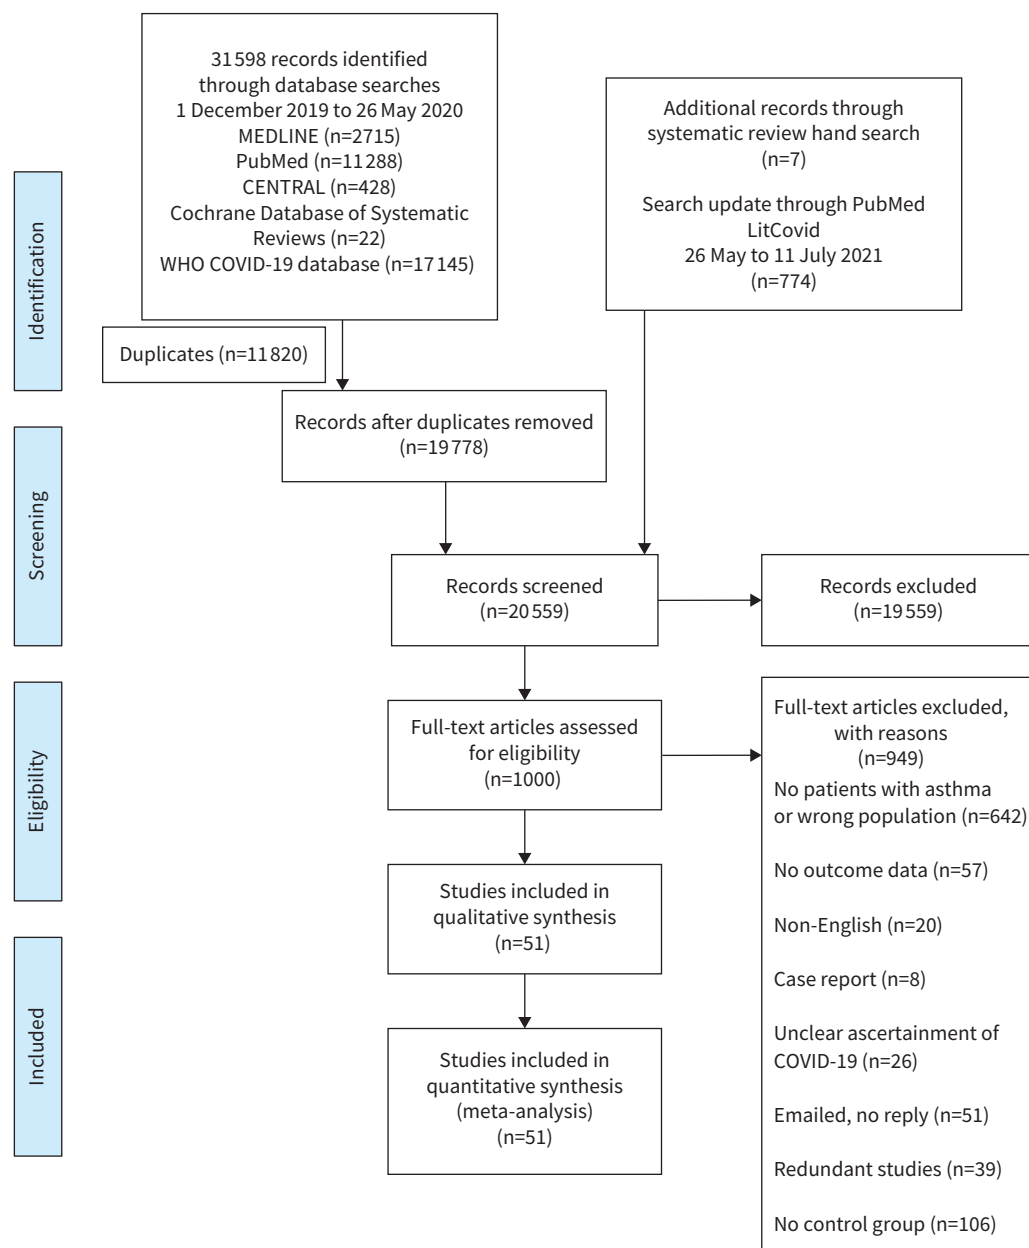 31598 records identified
through database searches
1 December 2019 to 26 May 2020
MEDLINE (n=2715)
PubMed (n=11288)
CENTRAL (n=428)
Cochrane Database of Systematic
Reviews (n=22)
WHO COVID-19 database (n=17145)
Additional records through
systematic review hand search
(n=7)
Search update through PubMed
LitCovid
26 May to 11 July 2021
(n=774)
Identification
Duplicates (n=11820)
Records after duplicates removed
(n=19778)
Screening
Records screened
(n=20559)
Records excluded
(n=19559)
Eligibility
Full-text articles assessed
for eligibility
(n=1000)
Full-text articles excluded,
with reasons
(n=949)
No patients with asthma
or wrong population (n=642)
No outcome data (n=57)
Non-English (n=20)
Case report (n=8)
Unclear ascertainment of
COVID-19 (n=26)
Emailed, no reply (n=51)
Redundant studies (n=39)
No control group (n=106)
Studies included in
qualitative synthesis
(n=51)
Included
Studies included in
quantitative synthesis
(meta-analysis)
(n=51)